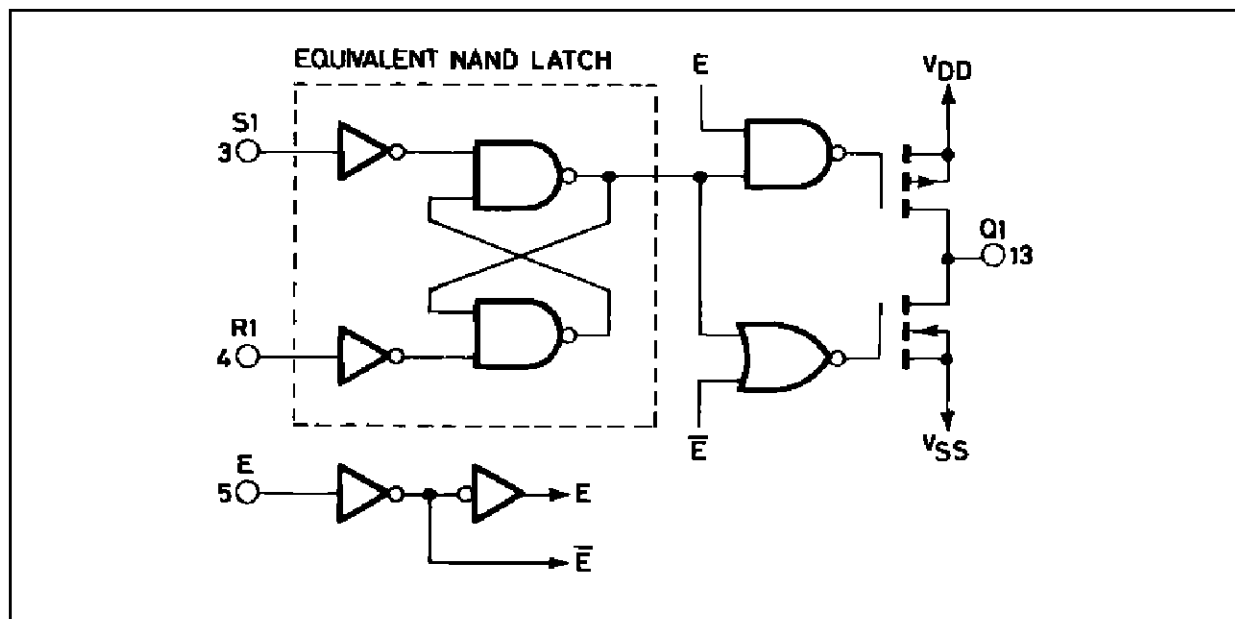 EQUIVALENT NAND LATCH
E
VDD
S1
3
Q1
13
R1
4
E̅
VSS
E
5
E
E̅